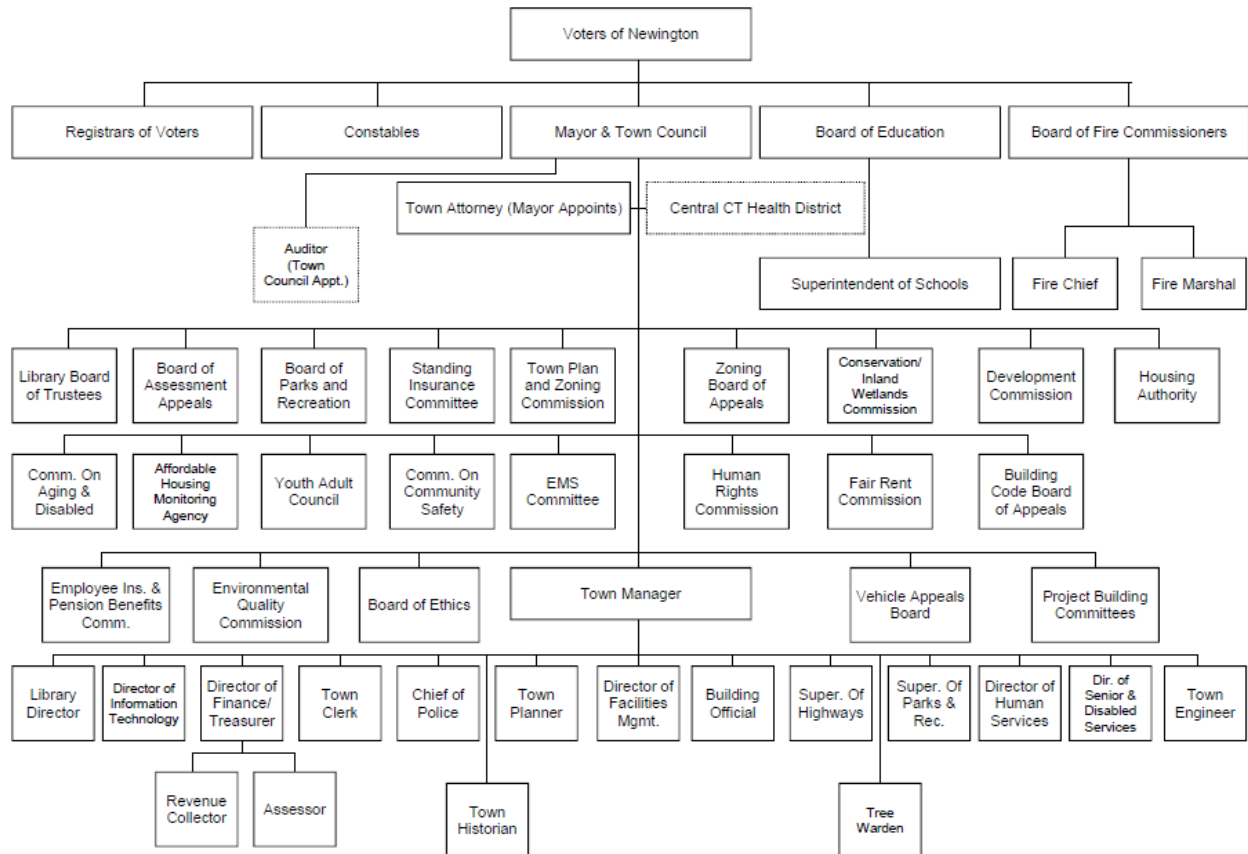 Voters of Newington
Registrars of Voters
Constables
Mayor & Town Council
Board of Education
Board of Fire Commissioners
Town Attorney (Mayor Appoints)
Central CT Health District
Auditor
(Town
Council Appt.)
Superintendent of Schools
Fire Chief
Fire Marshal
Library Board
of Trustees
Board of
Assessment
Appeals
Board of
Parks and
Recreation
Standing
Insurance
Committee
Town Plan
and Zoning
Commission
Zoning
Board of
Appeals
Conservation/
Inland
Wetlands
Commission
Development
Commission
Housing
Authority
Comm. On
Aging &
Disabled
Affordable
Housing
Monitoring
Agency
Youth Adult
Council
Comm. On
Community
Safety
EMS
Committee
Human
Rights
Commission
Fair Rent
Commission
Building
Code Board
of Appeals
Employee Ins. &
Pension Benefits
Comm.
Environmental
Quality
Commission
Board of Ethics
Town Manager
Vehicle Appeals
Board
Project Building
Committees
Library
Director
Director of
Information
Technology
Director of
Finance/
Treasurer
Town
Clerk
Chief of
Police
Town
Planner
Director of
Facilities
Mgmt.
Building
Official
Super. Of
Highways
Super. Of
Parks &
Rec.
Director of
Human
Services
Dir. of
Senior &
Disabled
Services
Town
Engineer
Revenue
Collector
Assessor
Town
Historian
Tree
Warden